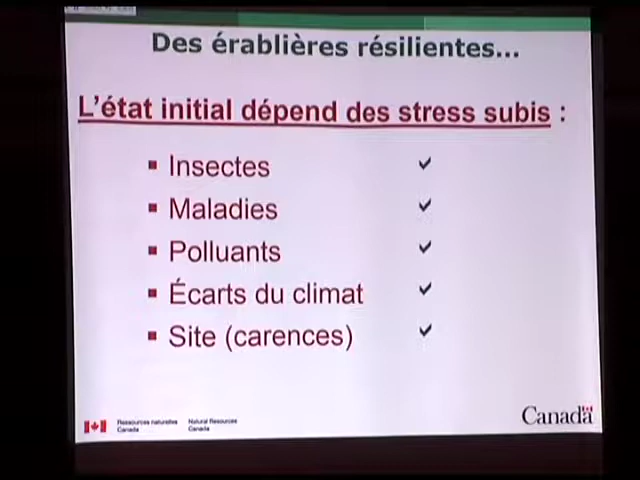 Des érablières résilientes...
L'état initial dépend des stress subis :
▪ Insectes ✓
▪ Maladies ✓
▪ Polluants ✓
▪ Écarts du climat ✓
▪ Site (carences) ✓
Ressources naturelles
Canada
Natural Resources
Canada
Canada